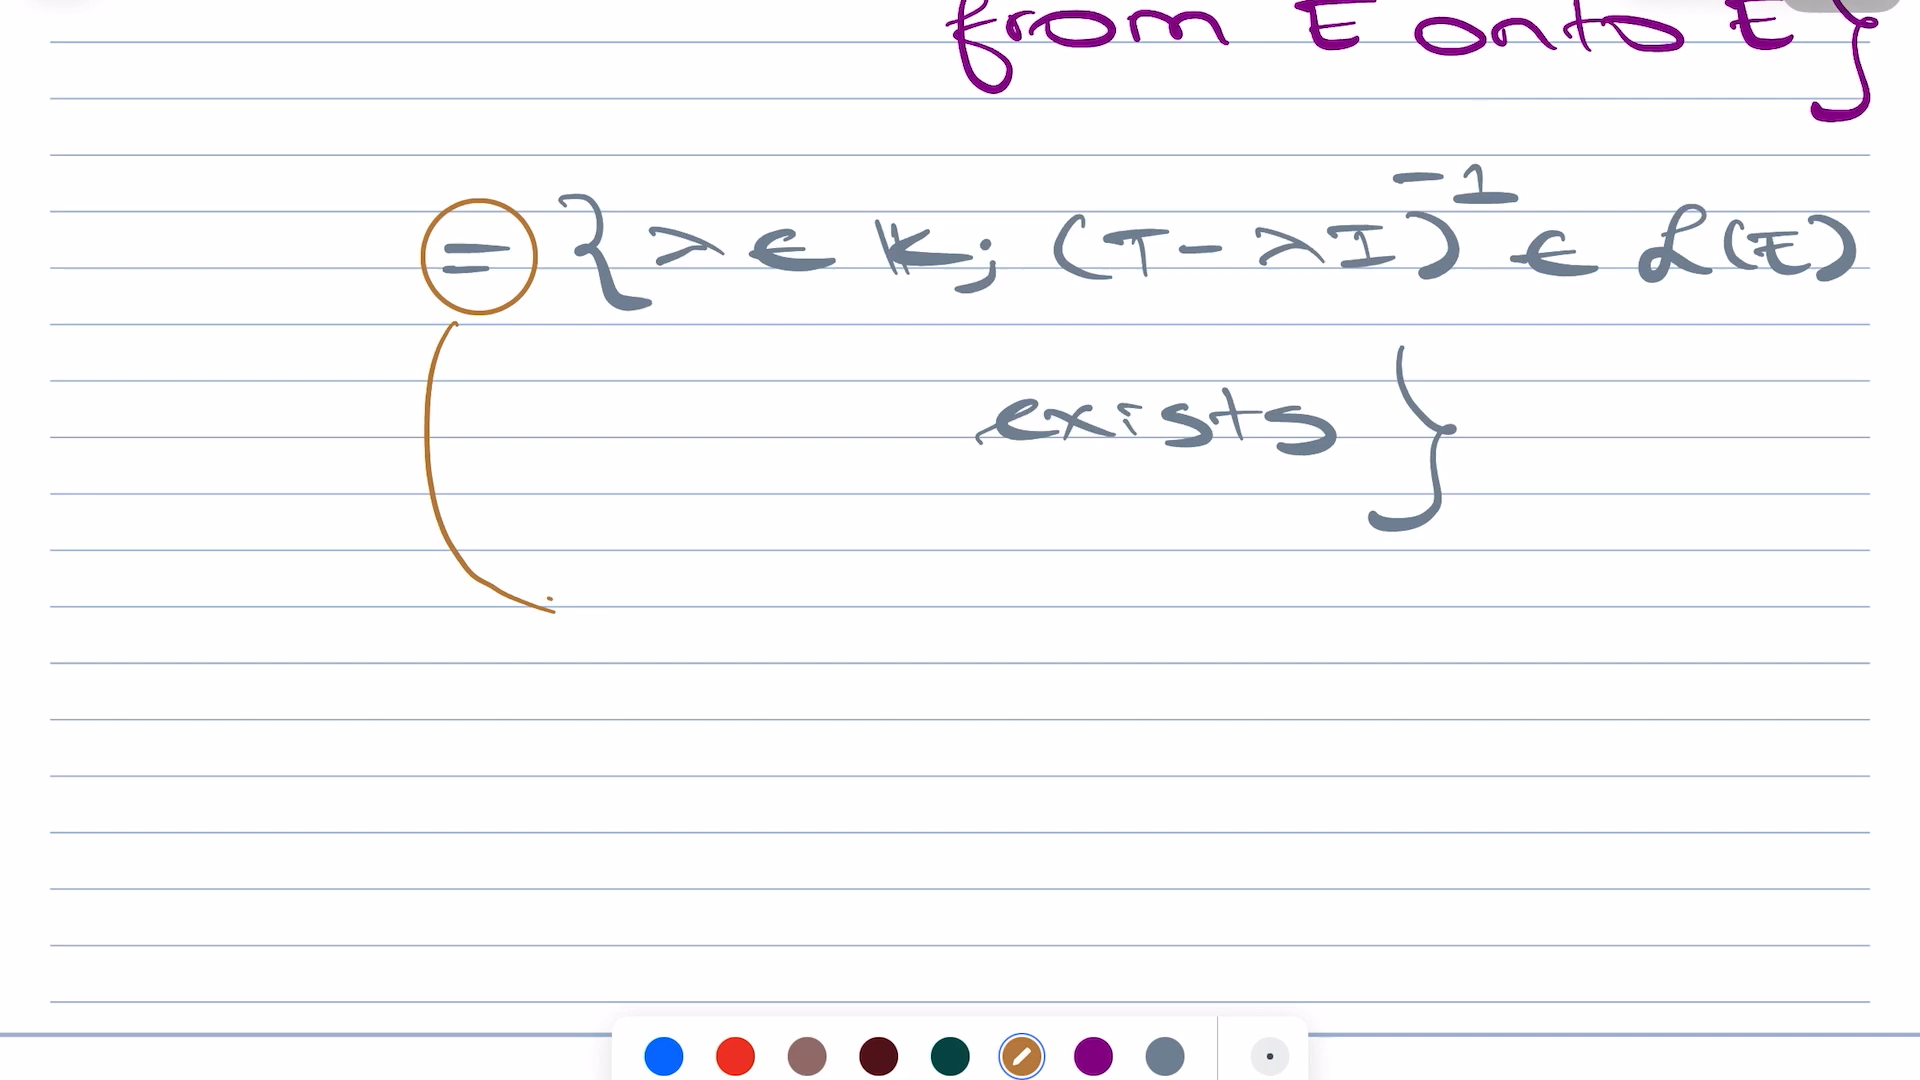 from E onto E}
= {λ ∈ 𝕂; (T - λI)⁻¹ ∈ ℒ(E)
exists }